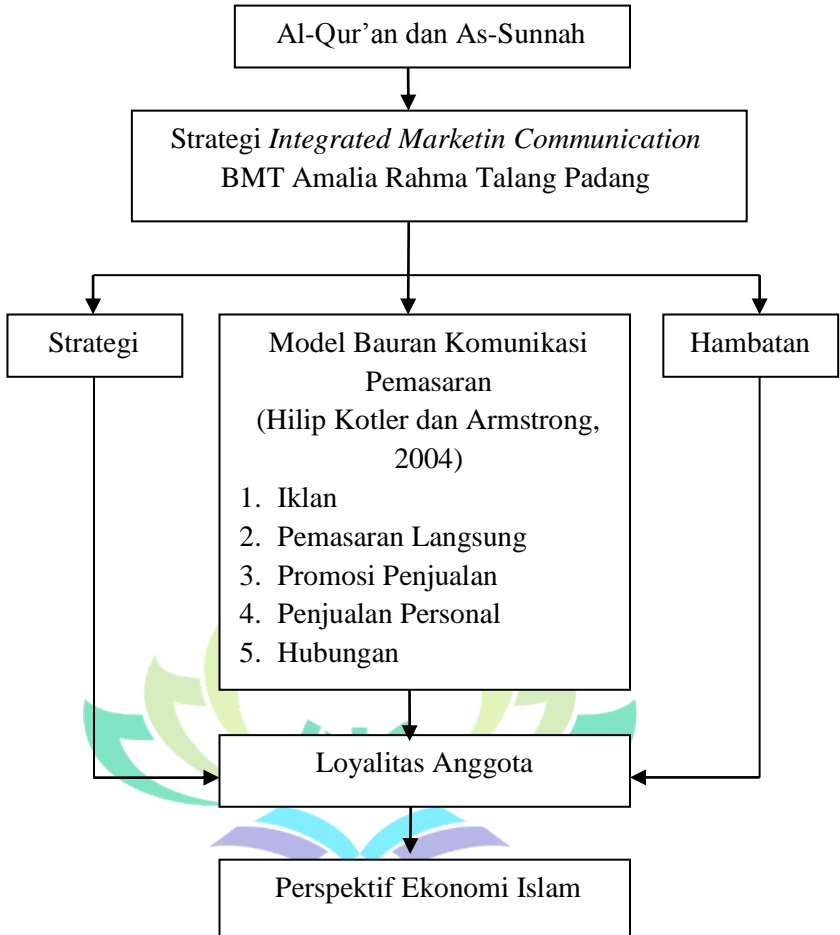 Al-Qur’an dan As-Sunnah
Strategi Integrated Marketin Communication
BMT Amalia Rahma Talang Padang
Strategi
Model Bauran Komunikasi
Pemasaran
(Hilip Kotler dan Armstrong,
2004)
1. Iklan
2. Pemasaran Langsung
3. Promosi Penjualan
4. Penjualan Personal
5. Hubungan
Hambatan
Loyalitas Anggota
Perspektif Ekonomi Islam